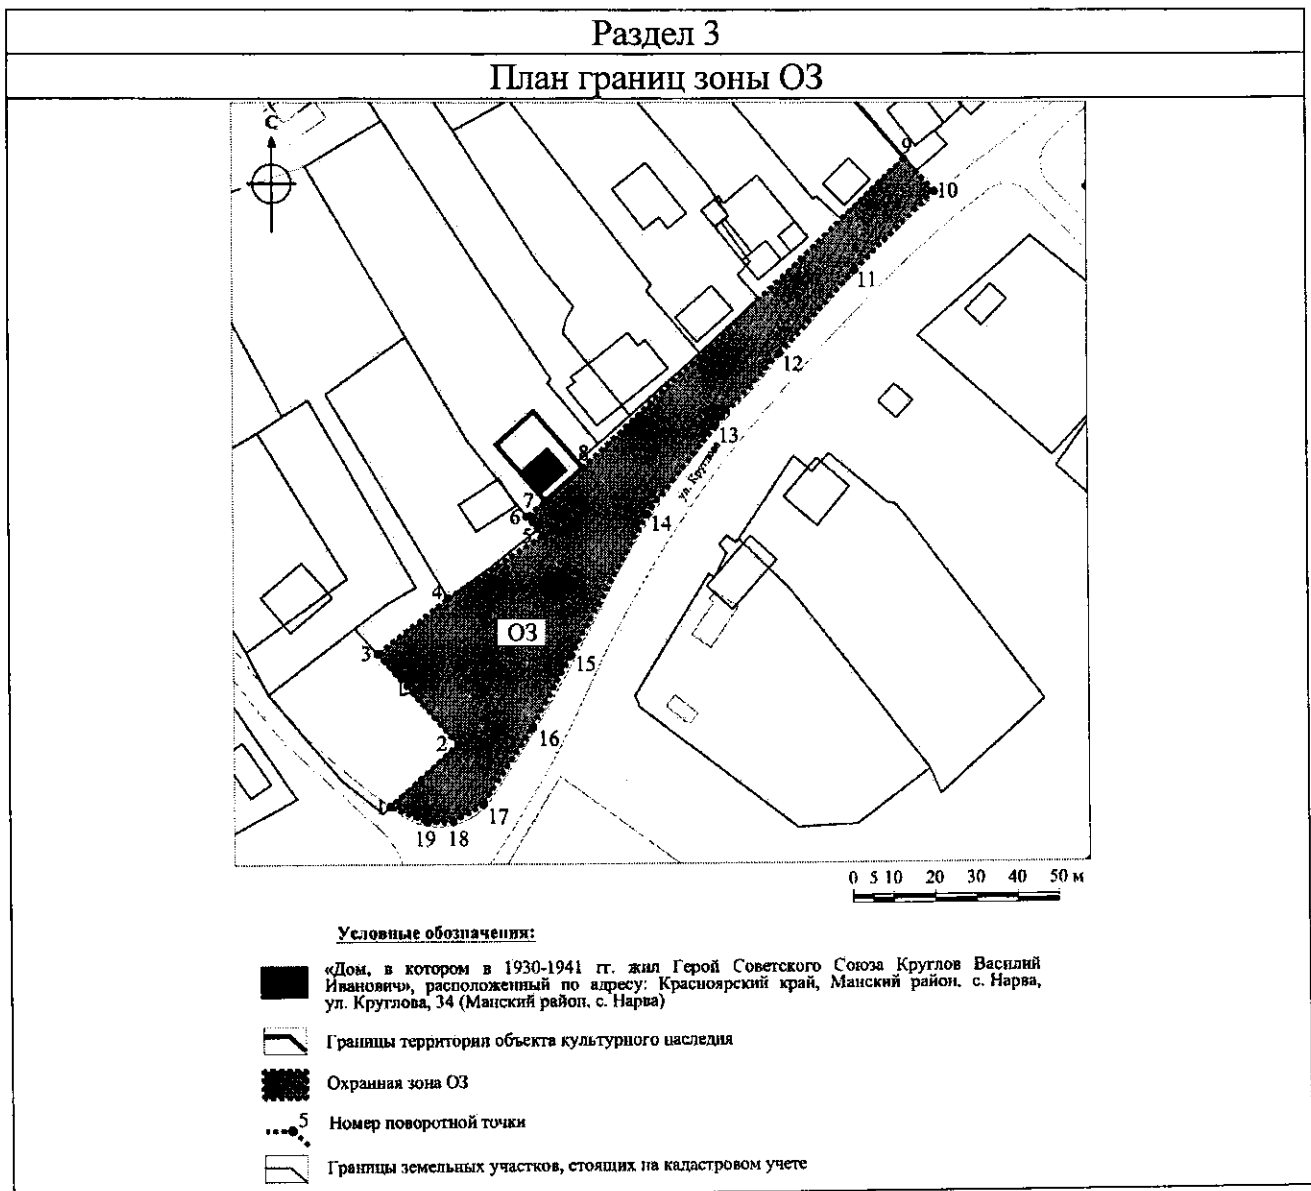 Раздел 3
План границ зоны ОЗ
С
9
10
11
12
8
13
ул. Круглова
7
6
5
14
4
ОЗ
3
15
2
16
1
17
19 18
0 5 10 20 30 40 50 м
Условные обозначения:
«Дом, в котором в 1930-1941 гг. жил Герой Советского Союза Круглов Василий
Иванович», расположенный по адресу: Красноярский край, Манский район, с. Нарва,
ул. Круглова, 34 (Манский район, с. Нарва)
Границы территории объекта культурного наследия
Охранная зона ОЗ
5
Номер поворотной точки
Границы земельных участков, стоящих на кадастровом учете